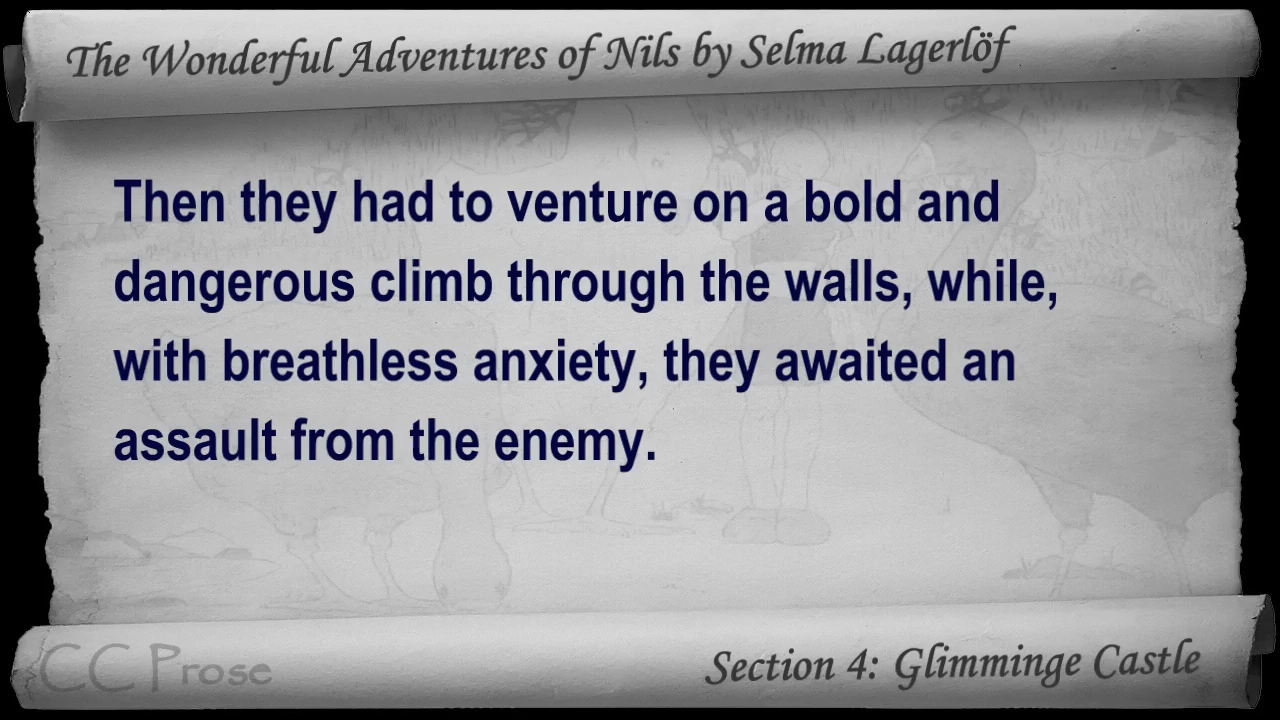 The Wonderful Adventures of Nils by Selma Lagerlöf
Then they had to venture on a bold and
dangerous climb through the walls, while,
with breathless anxiety, they awaited an
assault from the enemy.
CC Prose
Section 4: Glimminge Castle